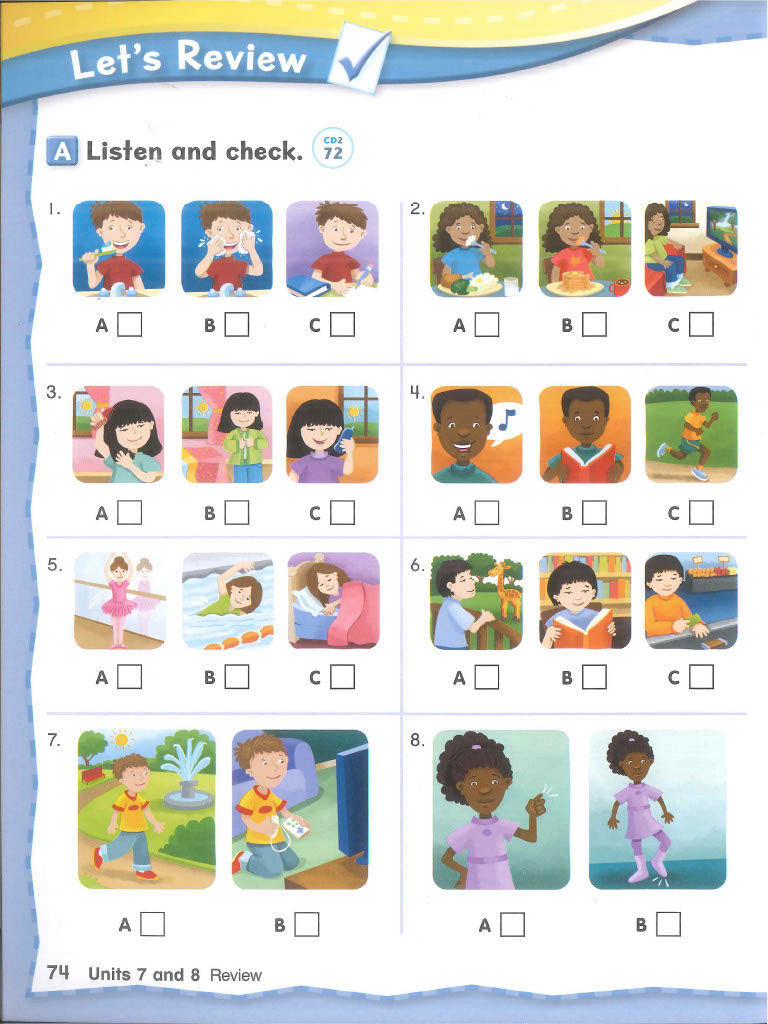 Let's Review
A Listen and check. CD2 72
1.
A B C
2.
A B C
3.
A B C
4.
A B C
5.
A B C
6.
A B C
7.
A B
8.
A B
74 Units 7 and 8 Review